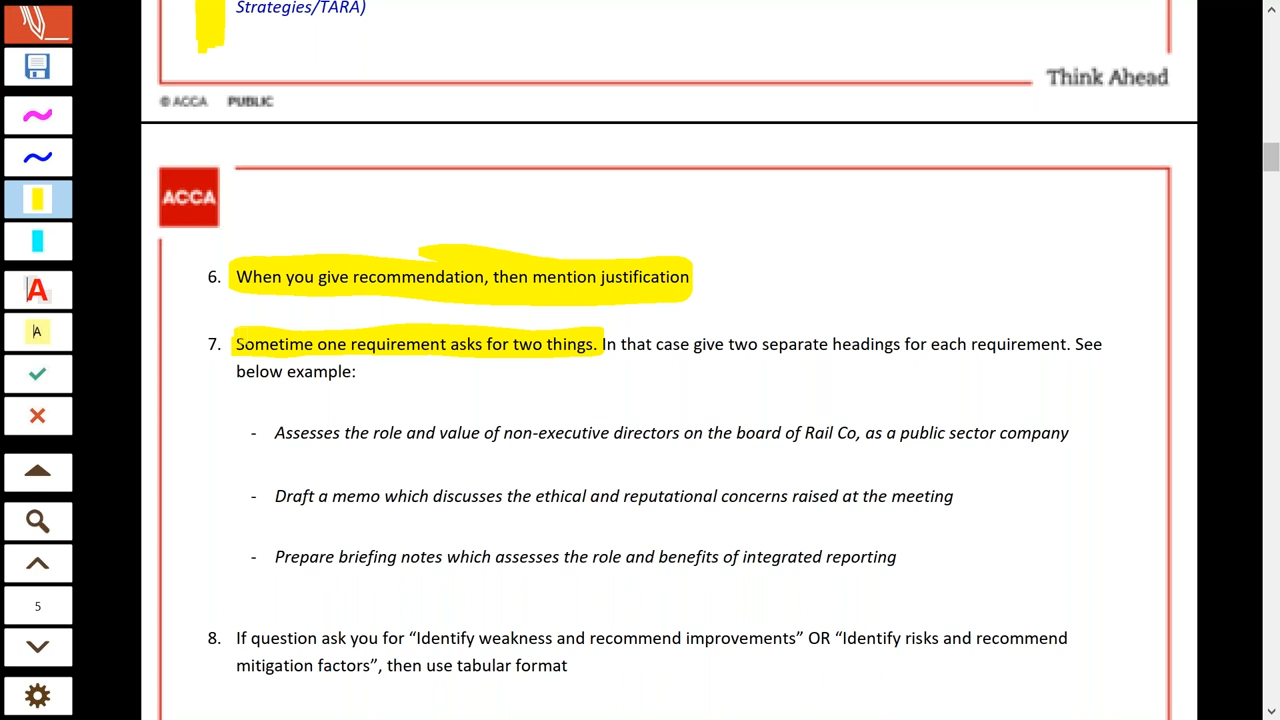 Strategies/TARA)
Think Ahead
© ACCA PUBLIC
ACCA
6. When you give recommendation, then mention justification
7. Sometime one requirement asks for two things. In that case give two separate headings for each requirement. See
below example:
- Assesses the role and value of non-executive directors on the board of Rail Co, as a public sector company
- Draft a memo which discusses the ethical and reputational concerns raised at the meeting
- Prepare briefing notes which assesses the role and benefits of integrated reporting
8. If question ask you for “Identify weakness and recommend improvements” OR “Identify risks and recommend
mitigation factors”, then use tabular format
A
A
5